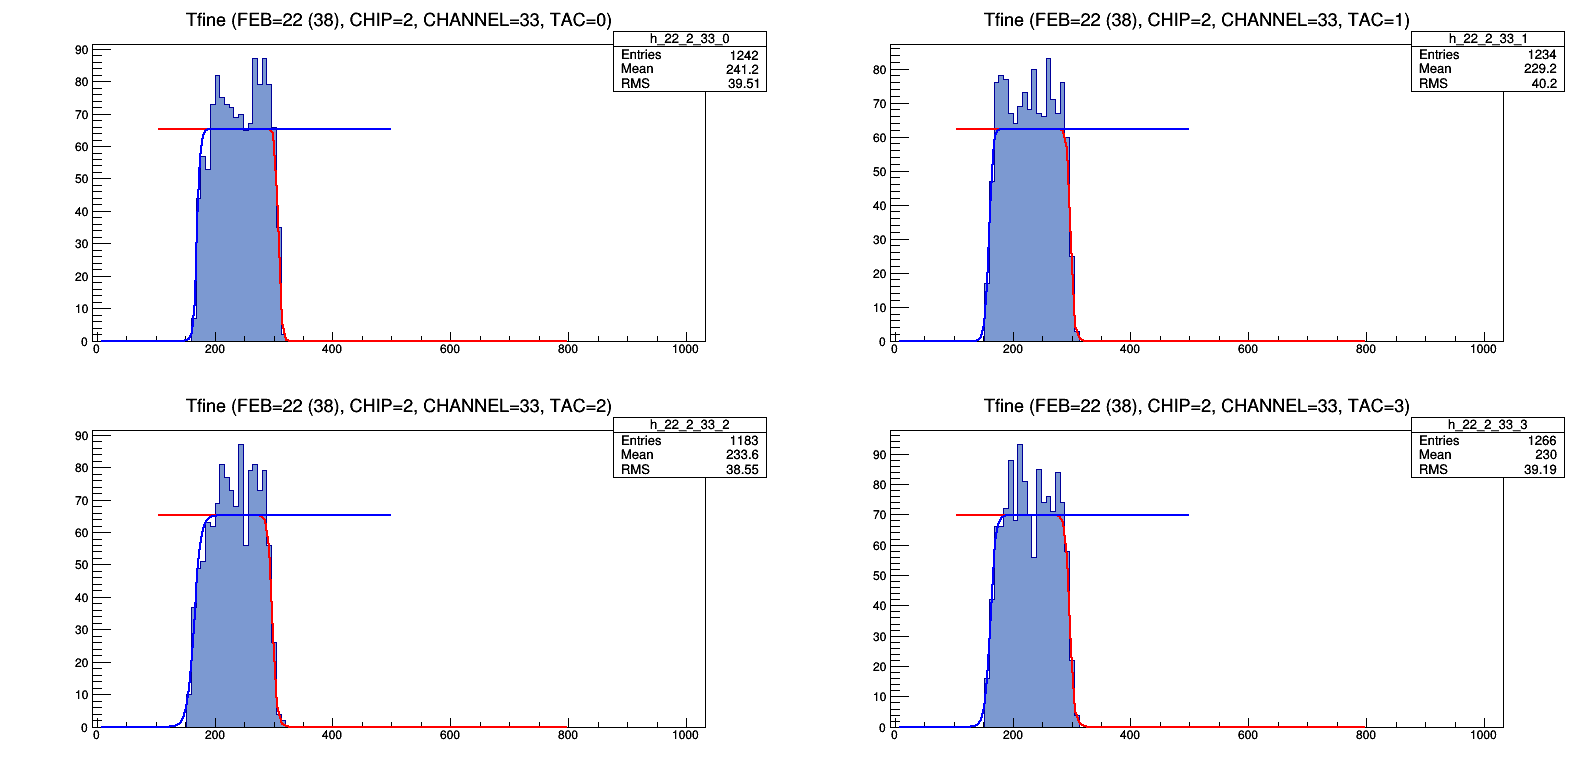 Tfine (FEB=22 (38), CHIP=2, CHANNEL=33, TAC=0)
h_22_2_33_0
Entries 1242
Mean 241.2
RMS 39.51
90
80
70
60
50
40
30
20
10
0
0 200 400 600 800 1000
Tfine (FEB=22 (38), CHIP=2, CHANNEL=33, TAC=1)
h_22_2_33_1
Entries 1234
Mean 229.2
RMS 40.2
80
70
60
50
40
30
20
10
0
0 200 400 600 800 1000
Tfine (FEB=22 (38), CHIP=2, CHANNEL=33, TAC=2)
h_22_2_33_2
Entries 1183
Mean 233.6
RMS 38.55
90
80
70
60
50
40
30
20
10
0
0 200 400 600 800 1000
Tfine (FEB=22 (38), CHIP=2, CHANNEL=33, TAC=3)
h_22_2_33_3
Entries 1266
Mean 230
RMS 39.19
90
80
70
60
50
40
30
20
10
0
0 200 400 600 800 1000